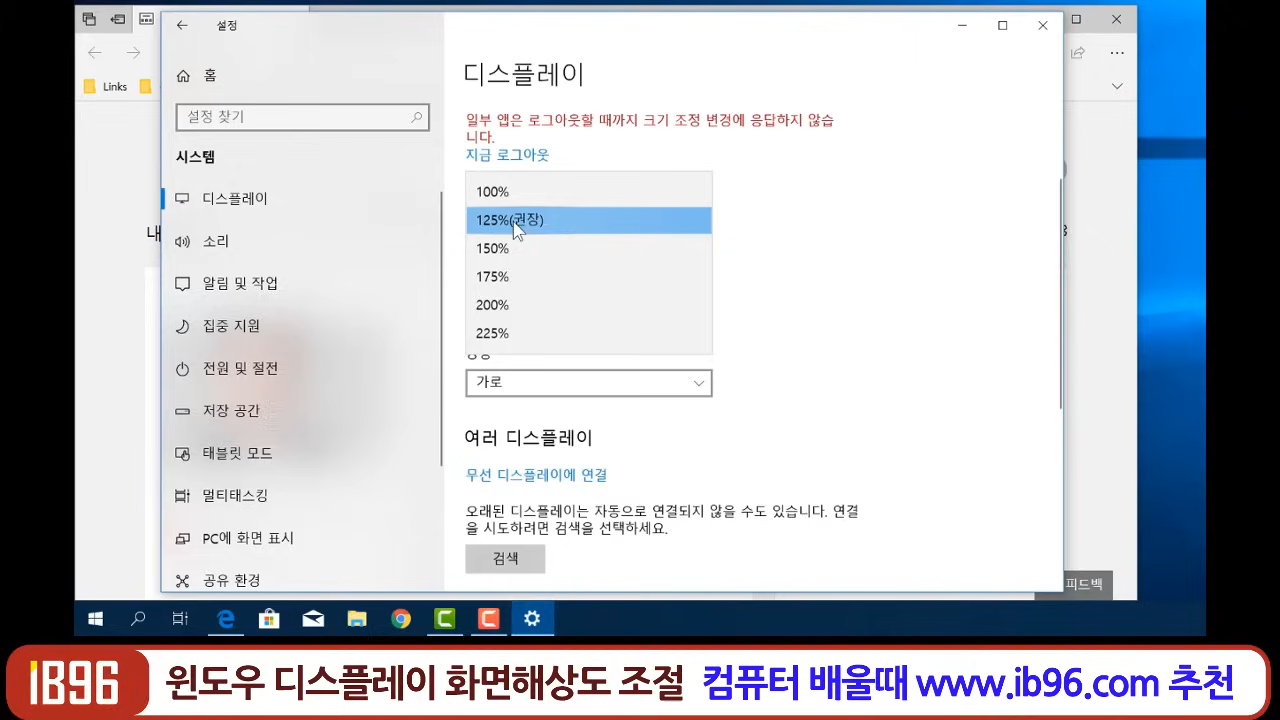 설정
Links
홈
설정 찾기
시스템
디스플레이
소리
알림 및 작업
집중 지원
전원 및 절전
저장 공간
태블릿 모드
멀티태스킹
PC에 화면 표시
공유 환경
디스플레이
일부 앱은 로그아웃할 때까지 크기 조정 변경에 응답하지 않습
니다.
지금 로그아웃
100%
125%(권장)
150%
175%
200%
225%
가로
여러 디스플레이
무선 디스플레이에 연결
오래된 디스플레이는 자동으로 연결되지 않을 수도 있습니다. 연결
을 시도하려면 검색을 선택하세요.
검색
내
피드백
IB96 윈도우 디스플레이 화면해상도 조절 컴퓨터 배울때 www.ib96.com 추천